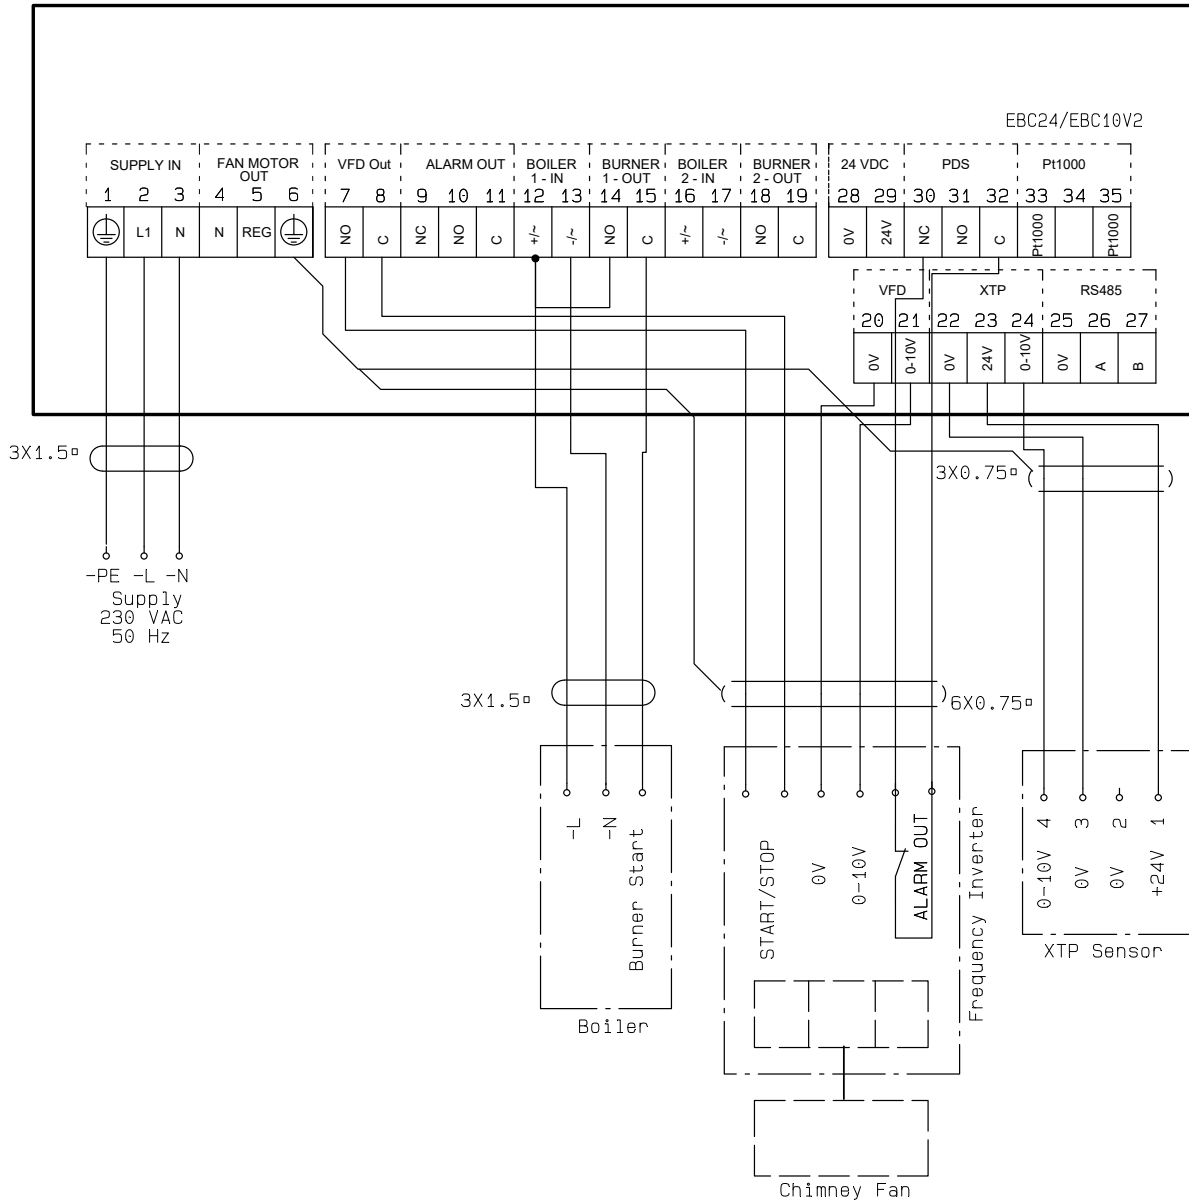 EBC24/EBC10V2
SUPPLY IN
FAN MOTOR
OUT
VFD Out
ALARM OUT
BOILER
1 - IN
BURNER
1 - OUT
BOILER
2 - IN
BURNER
2 - OUT
24 VDC
PDS
Pt1000
1 2 3 4 5 6 7 8 9 10 11 12 13 14 15 16 17 18 19 28 29 30 31 32 33 34 35
L1 N N REG NO C NC NO C +/~ -/~ NO C +/~ -/~ NO C 0V 24V NC NO C Pt1000 Pt1000
VFD
XTP
RS485
20 21 22 23 24 25 26 27
0V 0-10V 0V 24V 0-10V 0V A B
3X1.5▫
3X0.75▫
-PE -L -N
Supply
230 VAC
50 Hz
3X1.5▫
6X0.75▫
-L
-N
Burner Start
Boiler
START/STOP
0V
0-10V
ALARM OUT
Frequency Inverter
0-10V 4
0V 3
0V 2
+24V 1
XTP Sensor
Chimney Fan